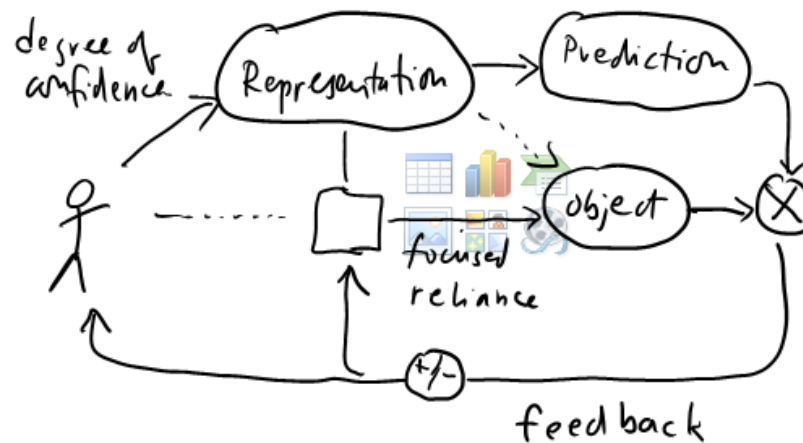 degree of
confidence
Representation
Prediction
object
X
focused
reliance
+/-
feedback